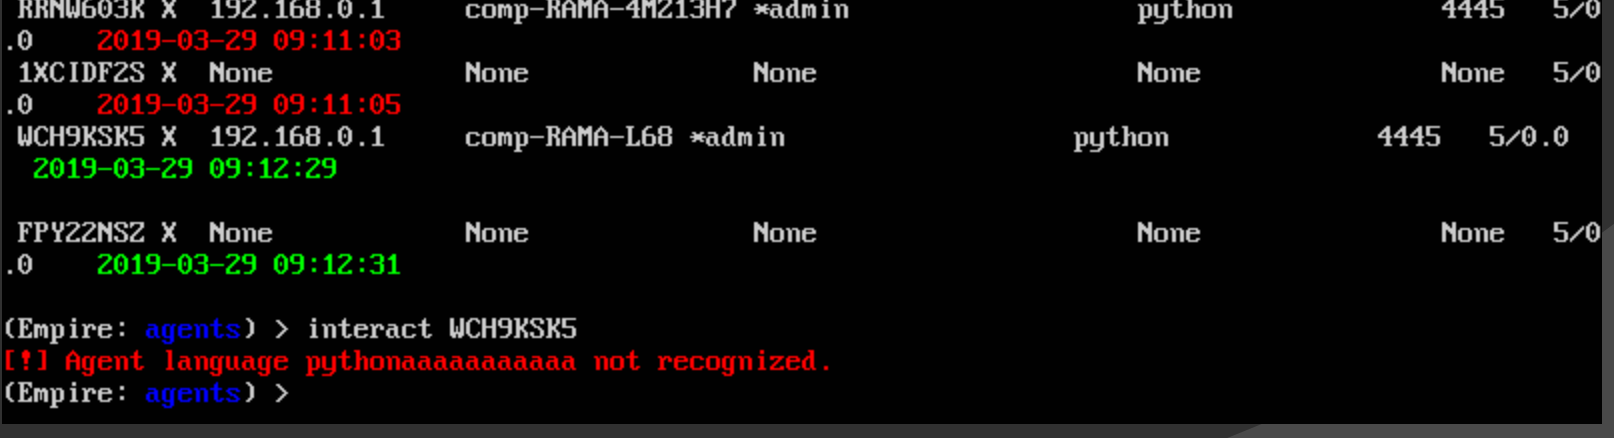 RRNW603K X 192.168.0.1 comp-RAMA-4MZ13H7 *admin python 4445 5/0
.0 2019-03-29 09:11:03
1XCIDF2S X None None None None None 5/0
.0 2019-03-29 09:11:05
WCH9KSK5 X 192.168.0.1 comp-RAMA-L68 *admin python 4445 5/0.0
2019-03-29 09:12:29
FPY22NSZ X None None None None None 5/0
.0 2019-03-29 09:12:31
(Empire: agents) > interact WCH9KSK5
[!] Agent language pythonaaaaaaaaaaa not recognized.
(Empire: agents) >